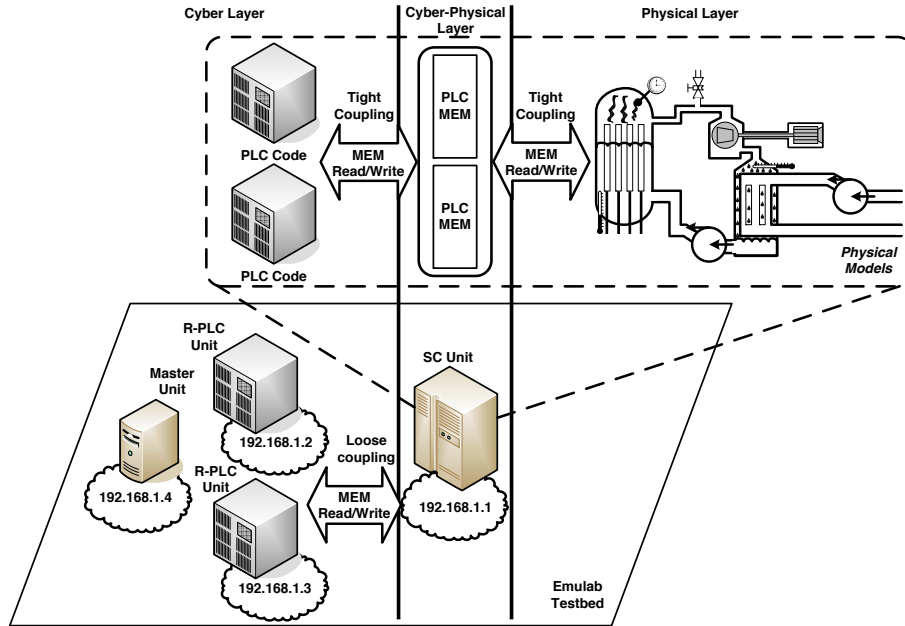 Cyber Layer
Cyber-Physical
Layer
Physical Layer
PLC Code
PLC Code
Tight
Coupling
MEM
Read/Write
PLC
MEM
PLC
MEM
Tight
Coupling
MEM
Read/Write
Physical
Models
R-PLC
Unit
Master
Unit
192.168.1.2
192.168.1.4
R-PLC
Unit
192.168.1.3
Loose
coupling
MEM
Read/Write
SC Unit
192.168.1.1
Emulab
Testbed